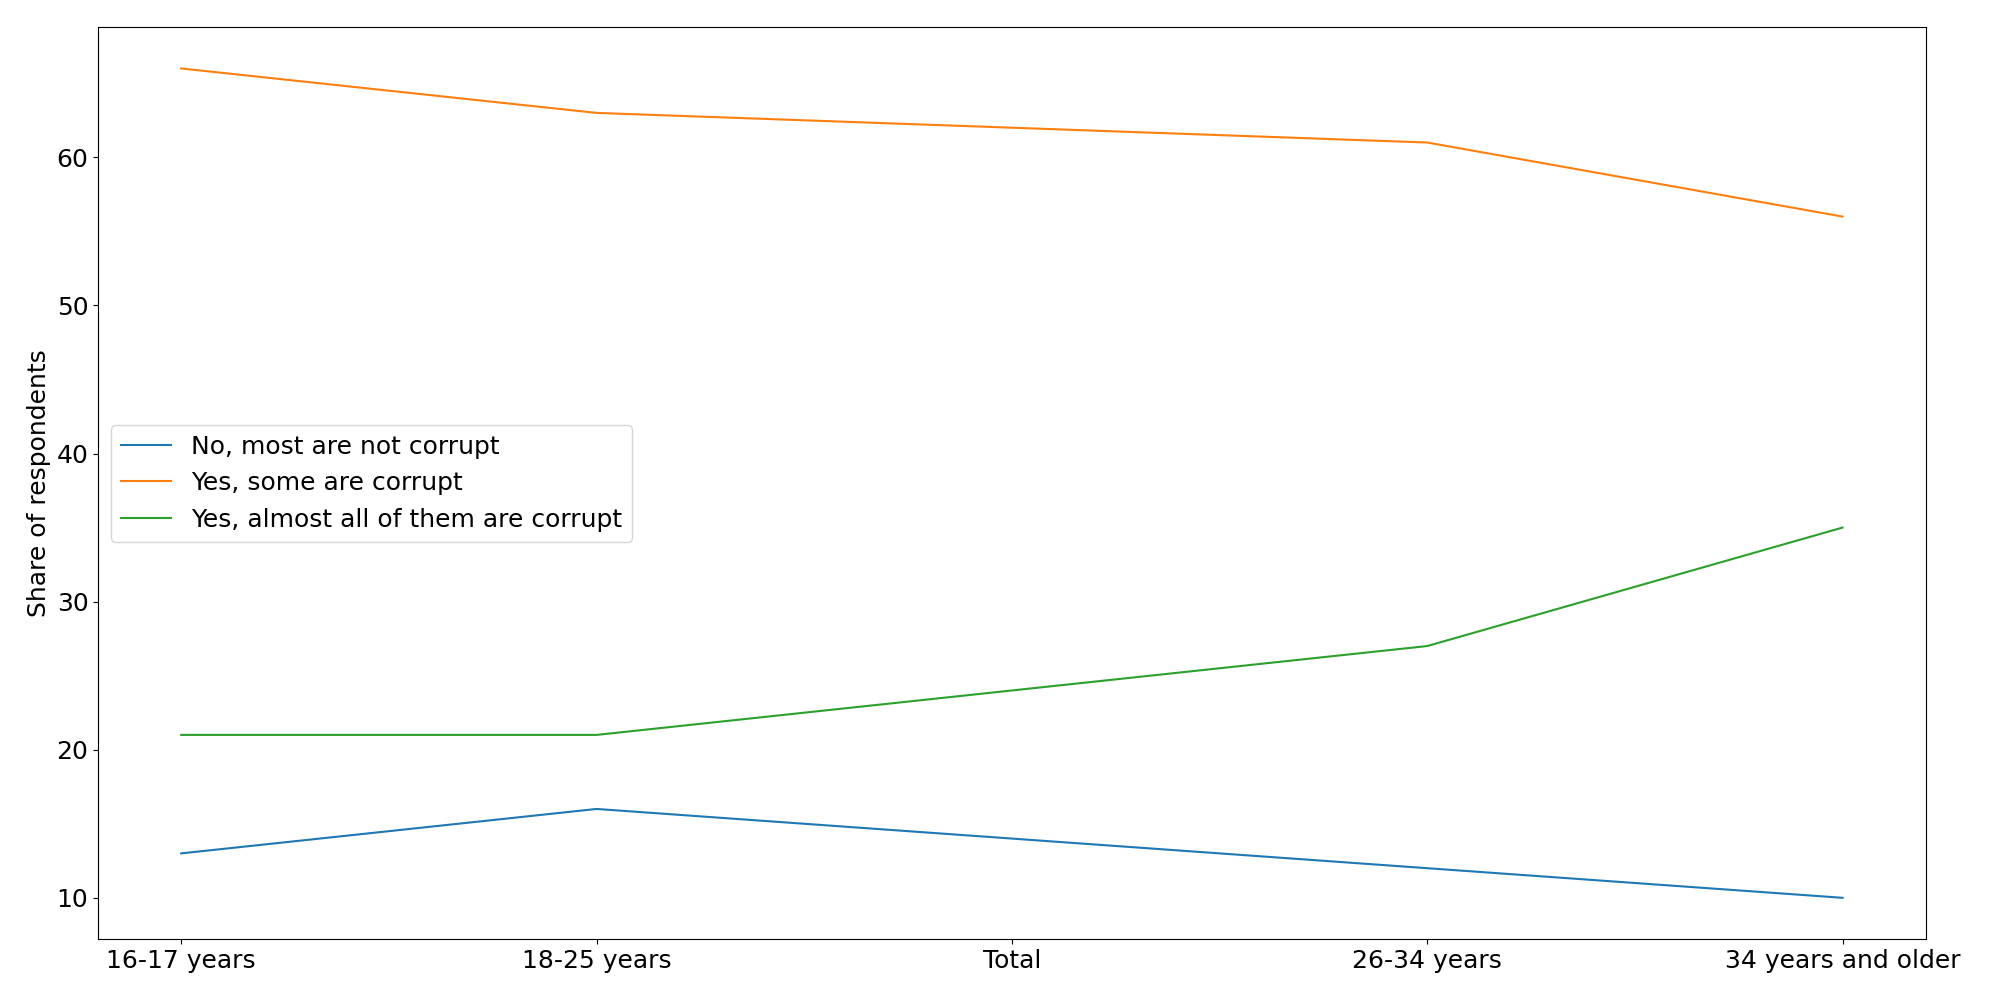 Share of respondents
60
50
40
30
20
10
No, most are not corrupt
Yes, some are corrupt
Yes, almost all of them are corrupt
16-17 years
18-25 years
Total
26-34 years
34 years and older